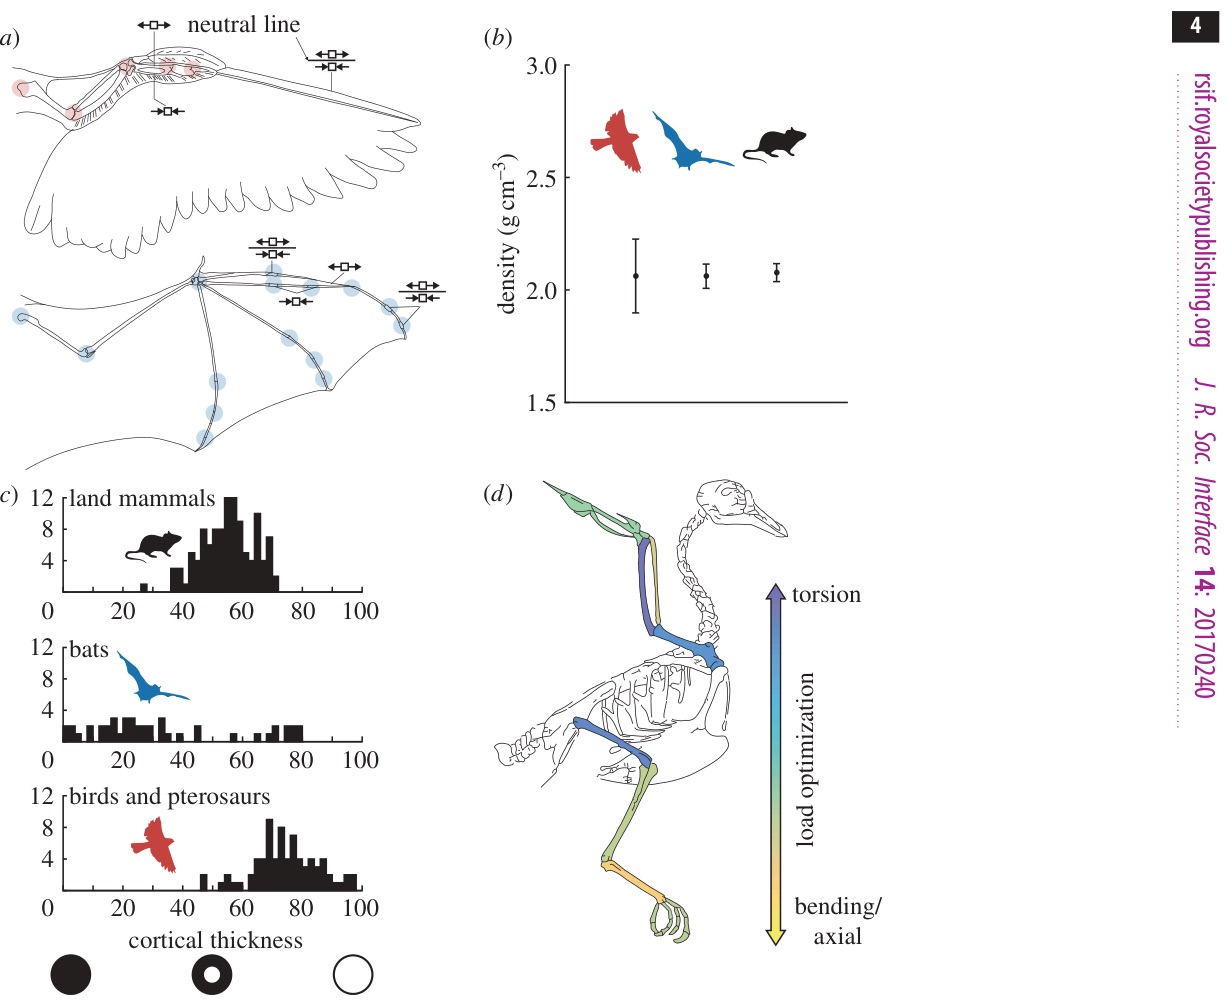 a)
neutral line
(b)
3.0
2.5
2.0
1.5
density (g cm−3)
c)
12
8
4
land mammals
0 20 40 60 80 100
12
8
4
bats
0 20 40 60 80 100
12
8
4
birds and pterosaurs
0 20 40 60 80 100
cortical thickness
(d)
torsion
load optimization
bending/
axial
4
rsif.royalsocietypublishing.org J. R. Soc. Interface 14: 20170240